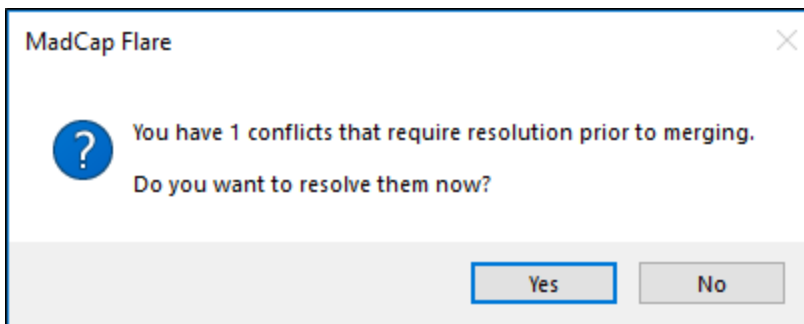 MadCap Flare
?
You have 1 conflicts that require resolution prior to merging.
Do you want to resolve them now?
Yes
No